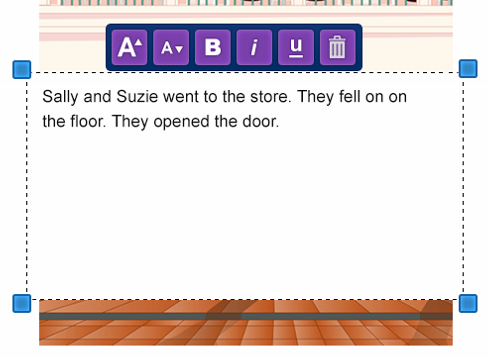 A A B i u
Sally and Suzie went to the store. They fell on on
the floor. They opened the door.